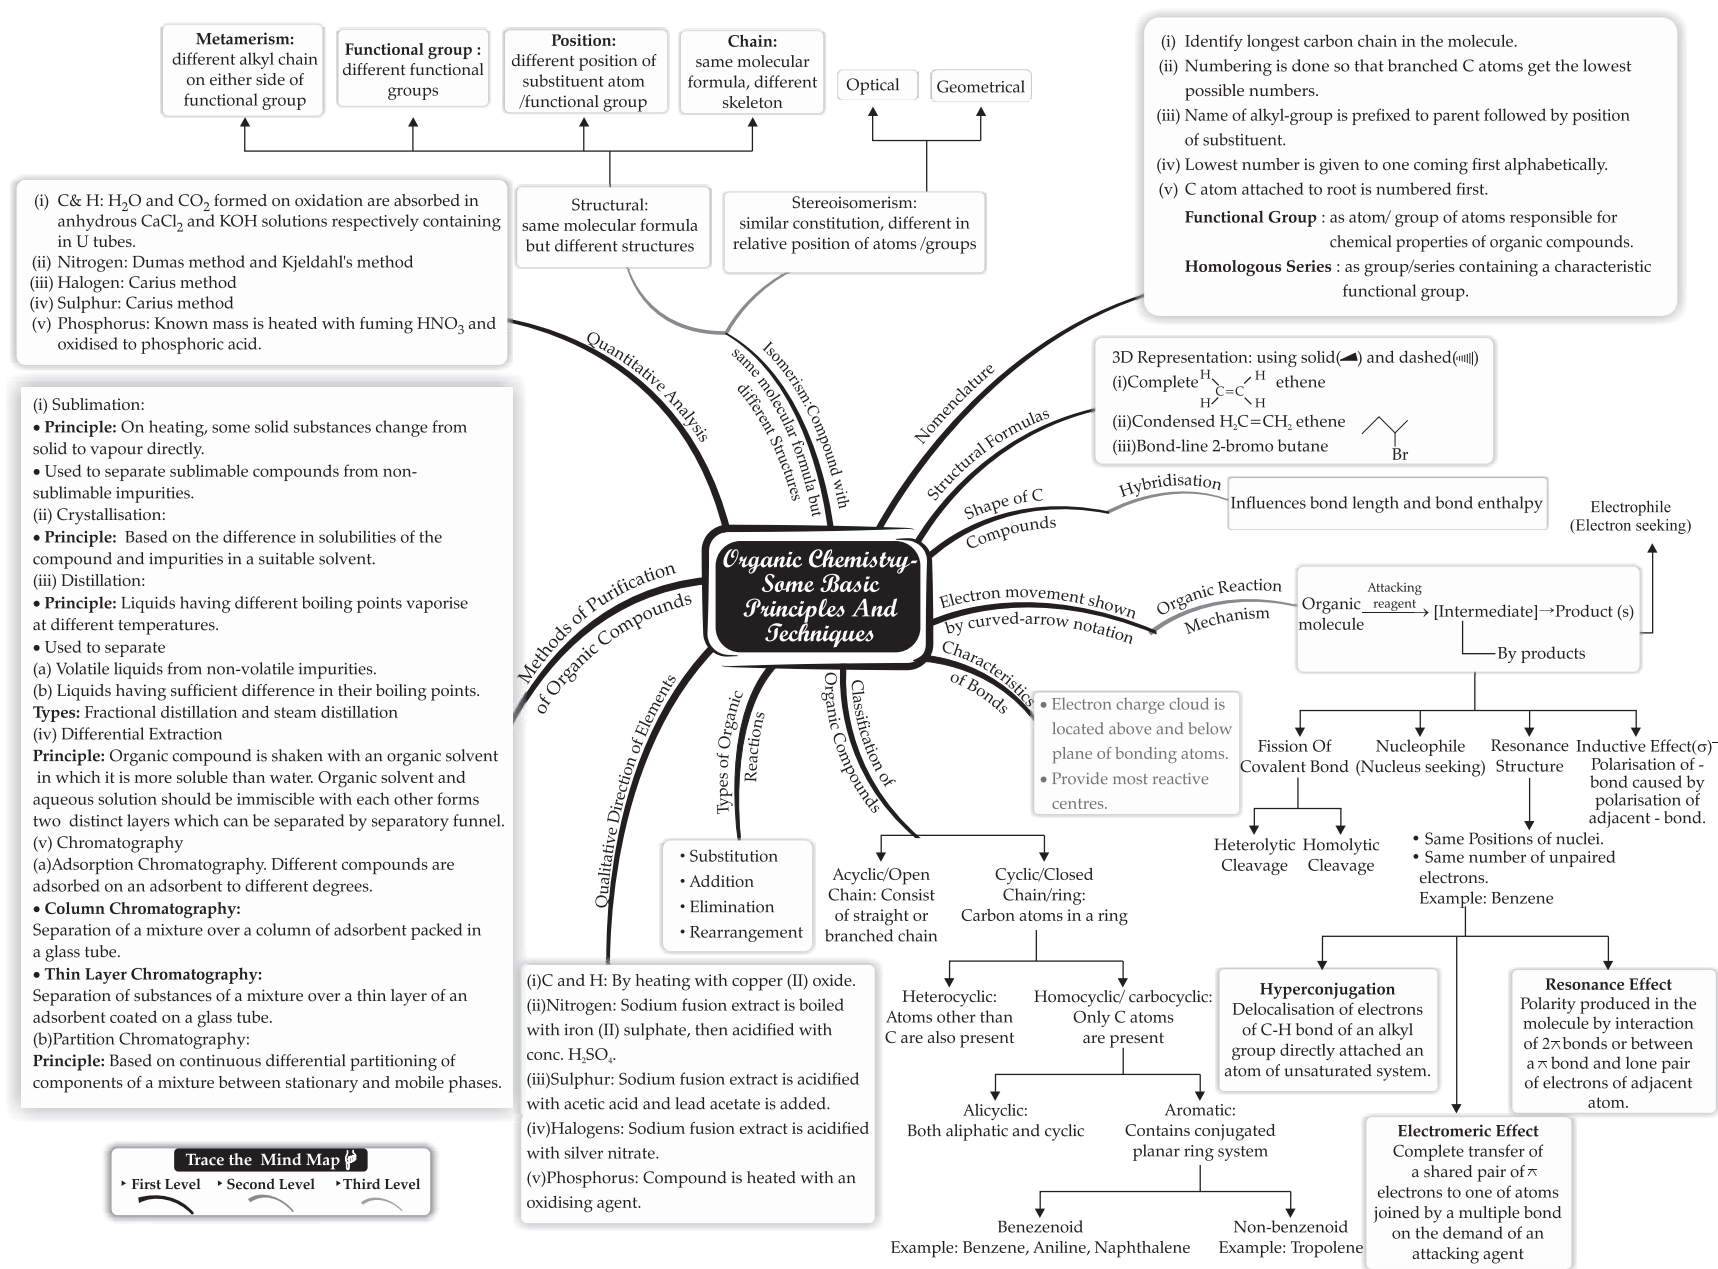 Metamerism:
different alkyl chain
on either side of
functional group
Functional group :
different functional
groups
Position:
different position of
substituent atom
/functional group
Chain:
same molecular
formula, different
skeleton
Optical
Geometrical
Structural:
same molecular formula
but different structures
Stereoisomerism:
similar constitution, different in
relative position of atoms /groups
(i) Identify longest carbon chain in the molecule.
(ii) Numbering is done so that branched C atoms get the lowest
possible numbers.
(iii) Name of alkyl-group is prefixed to parent followed by position
of substituent.
(iv) Lowest number is given to one coming first alphabetically.
(v) C atom attached to root is numbered first.
Functional Group : as atom/ group of atoms responsible for
chemical properties of organic compounds.
Homologous Series : as group/series containing a characteristic
functional group.
(i) C& H: H₂O and CO₂ formed on oxidation are absorbed in
anhydrous CaCl₂ and KOH solutions respectively containing
in U tubes.
(ii) Nitrogen: Dumas method and Kjeldahl's method
(iii) Halogen: Carius method
(iv) Sulphur: Carius method
(v) Phosphorus: Known mass is heated with fuming HNO₃ and
oxidised to phosphoric acid.
Quantitative Analysis
Isomerism:Compound with
same molecular formula but
different Structures
Nomenclature
Structural Formulas
3D Representation: using solid( ) and dashed( )
(i)Complete H H C=C H H ethene
(ii)Condensed H₂C=CH₂ ethene
(iii)Bond-line 2-bromo butane
Br
Shape of C
Compounds
Hybridisation
Influences bond length and bond enthalpy
Electrophile
(Electron seeking)
Organic Chemistry-
Some Basic
Principles And
Techniques
Electron movement shown
by curved-arrow notation
Organic Reaction
Mechanism
Organic
molecule
Attacking
reagent
[Intermediate]→Product (s)
By products
Characteristics
of Bonds
• Electron charge cloud is
located above and below
plane of bonding atoms.
• Provide most reactive
centres.
Fission Of
Covalent Bond
Nucleophile
(Nucleus seeking)
Resonance
Structure
Inductive Effect(σ)−
Polarisation of -
bond caused by
polarisation of
adjacent - bond.
Heterolytic
Cleavage
Homolytic
Cleavage
• Same Positions of nuclei.
• Same number of unpaired
electrons.
Example: Benzene
Hyperconjugation
Delocalisation of electrons
of C-H bond of an alkyl
group directly attached an
atom of unsaturated system.
Resonance Effect
Polarity produced in the
molecule by interaction
of 2π bonds or between
a π bond and lone pair
of electrons of adjacent
atom.
Electromeric Effect
Complete transfer of
a shared pair of π
electrons to one of atoms
joined by a multiple bond
on the demand of an
attacking agent
Methods of Purification
of Organic Compounds
(i) Sublimation:
• Principle: On heating, some solid substances change from
solid to vapour directly.
• Used to separate sublimable compounds from non-
sublimable impurities.
(ii) Crystallisation:
• Principle: Based on the difference in solubilities of the
compound and impurities in a suitable solvent.
(iii) Distillation:
• Principle: Liquids having different boiling points vaporise
at different temperatures.
• Used to separate
(a) Volatile liquids from non-volatile impurities.
(b) Liquids having sufficient difference in their boiling points.
Types: Fractional distillation and steam distillation
(iv) Differential Extraction
Principle: Organic compound is shaken with an organic solvent
in which it is more soluble than water. Organic solvent and
aqueous solution should be immiscible with each other forms
two distinct layers which can be separated by separatory funnel.
(v) Chromatography
(a)Adsorption Chromatography. Different compounds are
adsorbed on an adsorbent to different degrees.
• Column Chromatography:
Separation of a mixture over a column of adsorbent packed in
a glass tube.
• Thin Layer Chromatography:
Separation of substances of a mixture over a thin layer of an
adsorbent coated on a glass tube.
(b)Partition Chromatography:
Principle: Based on continuous differential partitioning of
components of a mixture between stationary and mobile phases.
Qualitative Direction of Elements
(i)C and H: By heating with copper (II) oxide.
(ii)Nitrogen: Sodium fusion extract is boiled
with iron (II) sulphate, then acidified with
conc. H₂SO₄.
(iii)Sulphur: Sodium fusion extract is acidified
with acetic acid and lead acetate is added.
(iv)Halogens: Sodium fusion extract is acidified
with silver nitrate.
(v)Phosphorus: Compound is heated with an
oxidising agent.
Types of Organic
Reactions
• Substitution
• Addition
• Elimination
• Rearrangement
Classification of
Organic Compounds
Acyclic/Open
Chain: Consist
of straight or
branched chain
Cyclic/Closed
Chain/ring:
Carbon atoms in a ring
Heterocyclic:
Atoms other than
C are also present
Homocyclic/ carbocyclic:
Only C atoms
are present
Alicyclic:
Both aliphatic and cyclic
Aromatic:
Contains conjugated
planar ring system
Benezenoid
Example: Benzene, Aniline, Naphthalene
Non-benzenoid
Example: Tropolene
Trace the Mind Map
First Level
Second Level
Third Level